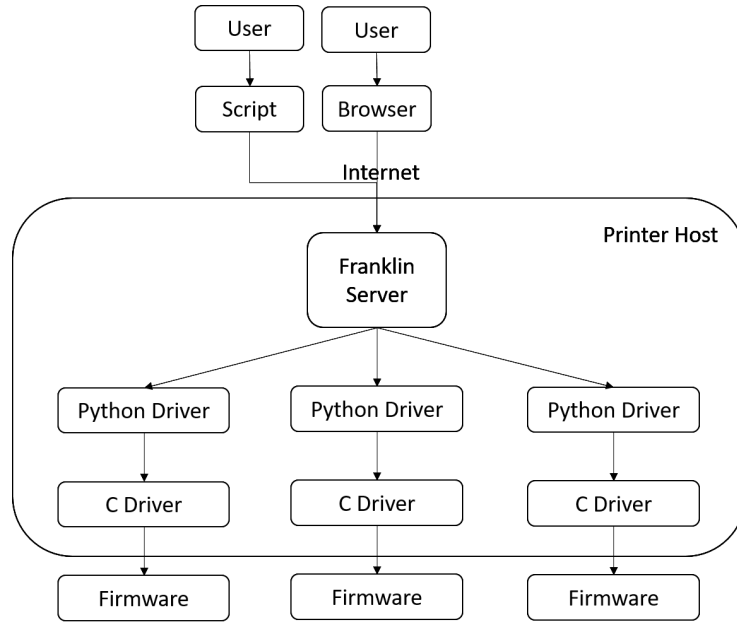 User
User
Script
Browser
Internet
Printer Host
Franklin
Server
Python Driver
Python Driver
Python Driver
C Driver
C Driver
C Driver
Firmware
Firmware
Firmware